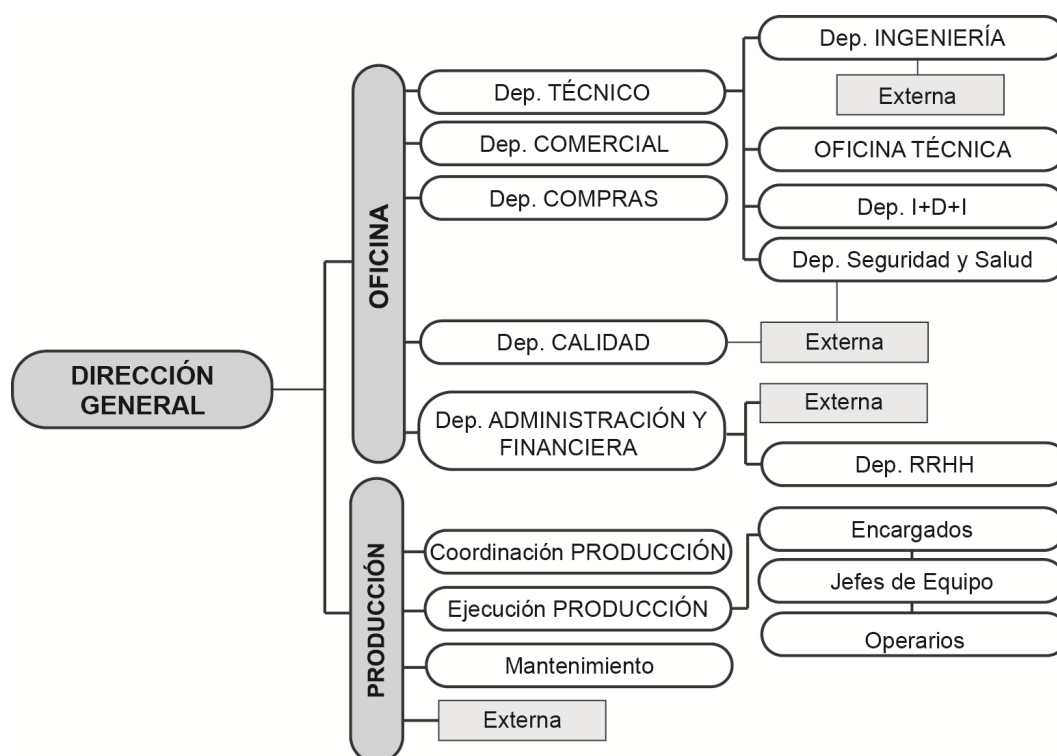 DIRECCIÓN
GENERAL
OFICINA
Dep. TÉCNICO
Dep. INGENIERÍA
Externa
OFICINA TÉCNICA
Dep. I+D+I
Dep. Seguridad y Salud
Dep. COMERCIAL
Dep. COMPRAS
Dep. CALIDAD
Externa
Dep. ADMINISTRACIÓN Y
FINANCIERA
Externa
Dep. RRHH
PRODUCCIÓN
Coordinación PRODUCCIÓN
Ejecución PRODUCCIÓN
Encargados
Jefes de Equipo
Operarios
Mantenimiento
Externa